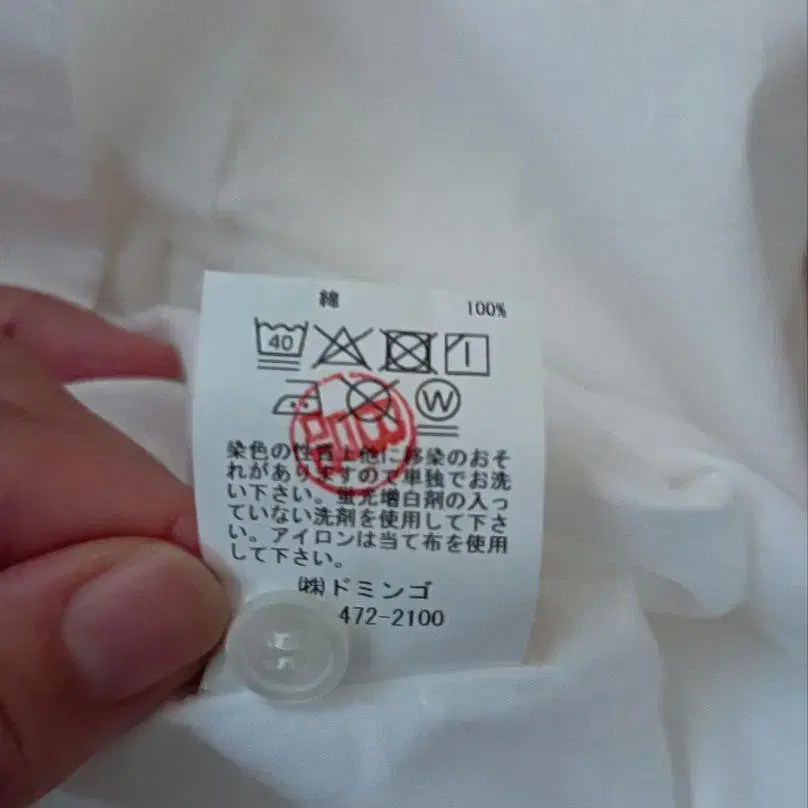 綿 100%
40
W
染色の性質上他に移染のおそ
れがありますので単独でお洗
い下さい。蛍光増白剤の入っ
ていない洗剤を使用して下さ
い。アイロンは当て布を使用
して下さい。
㈱ドミンゴ
472-2100